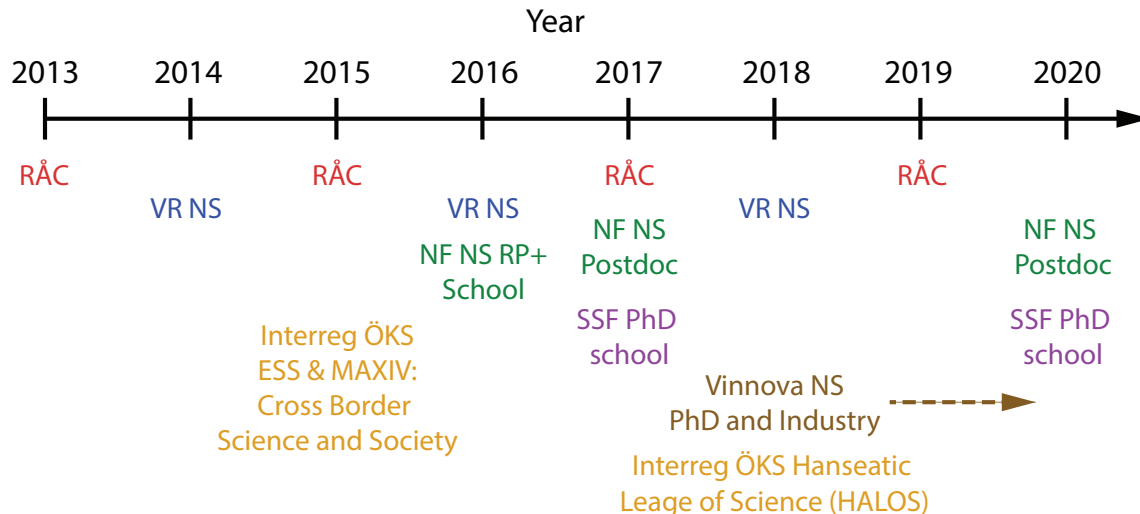 Year
2013 2014 2015 2016 2017 2018 2019 2020
RÅC RÅC RÅC RÅC
VR NS VR NS VR NS
NF NS RP+
School
NF NS
Postdoc
NF NS
Postdoc
SSF PhD
school
SSF PhD
school
Interreg ÖKS
ESS & MAXIV:
Cross Border
Science and Society
Vinnova NS
PhD and Industry
Interreg ÖKS Hanseatic
Leage of Science (HALOS)